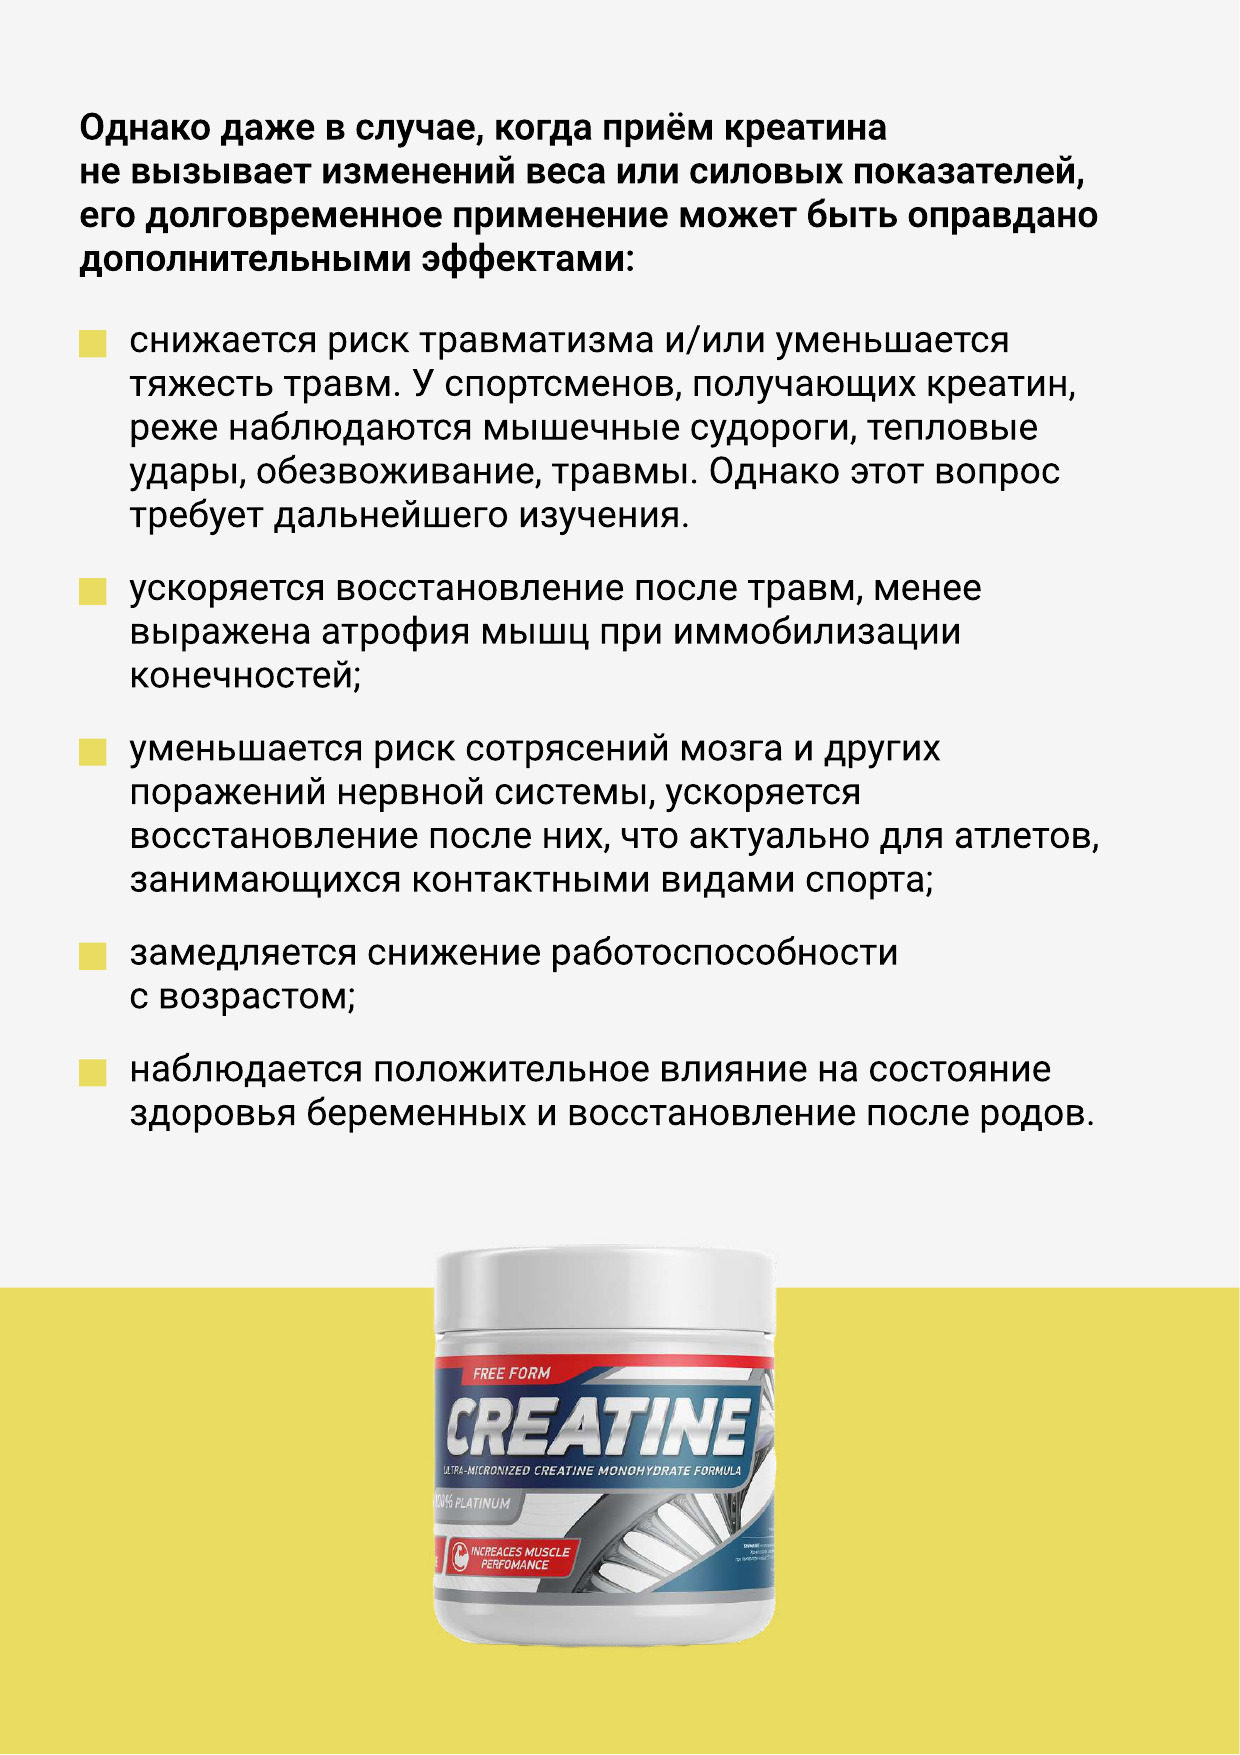 Однако даже в случае, когда приём креатина
не вызывает изменений веса или силовых показателей,
его долговременное применение может быть оправдано
дополнительными эффектами:
снижается риск травматизма и/или уменьшается
тяжесть травм. У спортсменов, получающих креатин,
реже наблюдаются мышечные судороги, тепловые
удары, обезвоживание, травмы. Однако этот вопрос
требует дальнейшего изучения.
ускоряется восстановление после травм, менее
выражена атрофия мышц при иммобилизации
конечностей;
уменьшается риск сотрясений мозга и других
поражений нервной системы, ускоряется
восстановление после них, что актуально для атлетов,
занимающихся контактными видами спорта;
замедляется снижение работоспособности
с возрастом;
наблюдается положительное влияние на состояние
здоровья беременных и восстановление после родов.
FREE FORM
CREATINE
ULTRA-MICRONIZED CREATINE MONOHYDRATE FORMULA
100% PLATINUM
INCREACES MUSCLE
PERFOMANCE